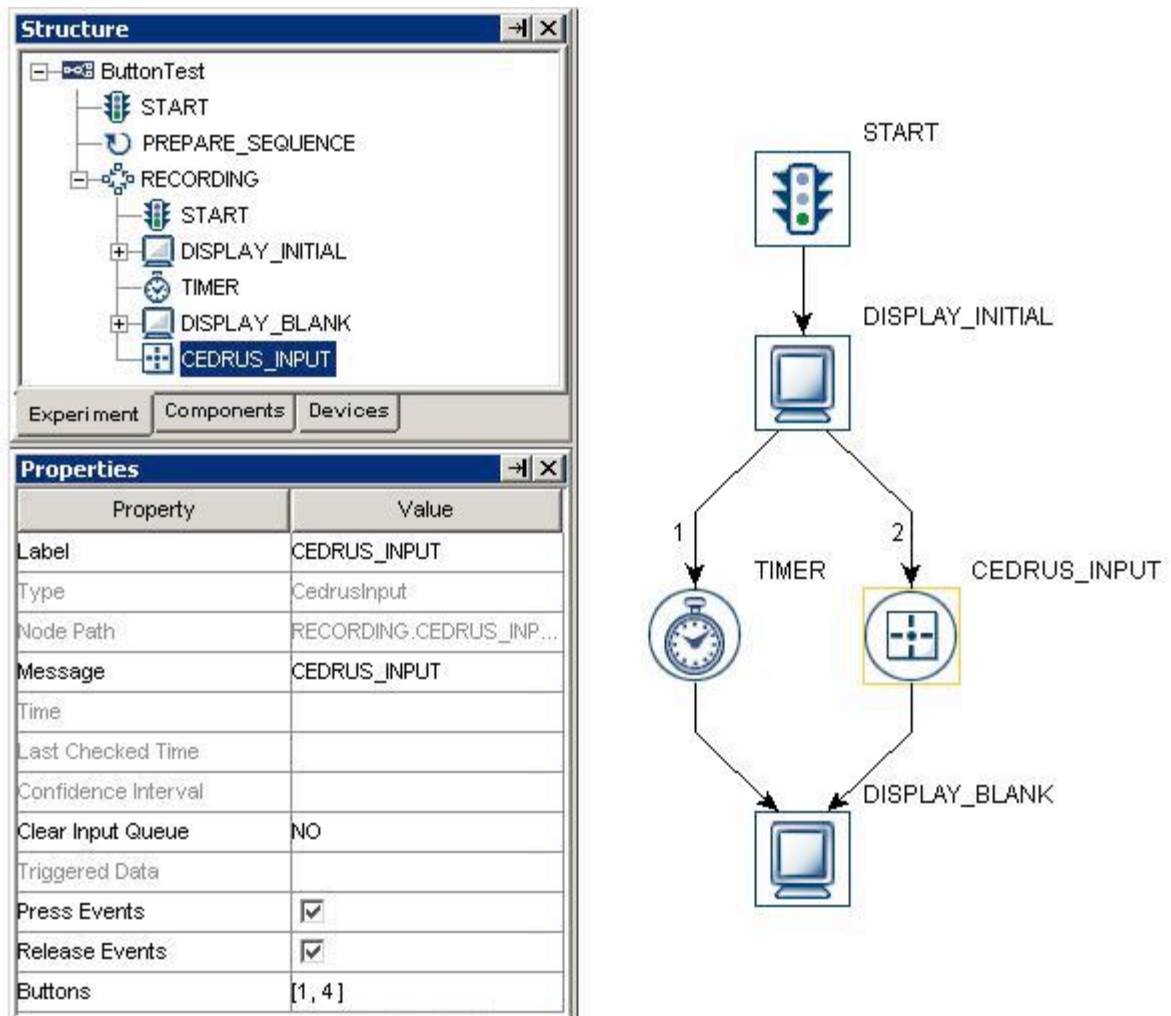 Structure
ButtonTest
START
PREPARE_SEQUENCE
RECORDING
START
DISPLAY_INITIAL
TIMER
DISPLAY_BLANK
CEDRUS_INPUT
Experiment Components Devices
Properties
Property Value
Label CEDRUS_INPUT
Type CedrusInput
Node Path RECORDING.CEDRUS_INP...
Message CEDRUS_INPUT
Time
Last Checked Time
Confidence Interval
Clear Input Queue NO
Triggered Data
Press Events
Release Events
Buttons [1, 4 ]
START
DISPLAY_INITIAL
1 2
TIMER CEDRUS_INPUT
DISPLAY_BLANK